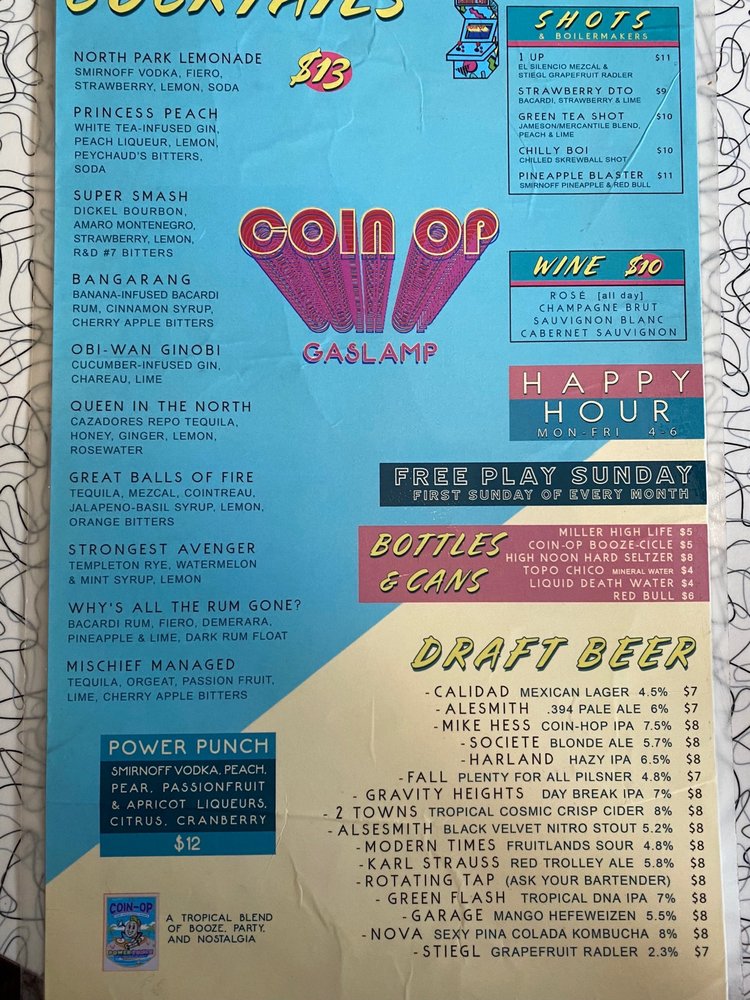 COCKTAILS
$13
NORTH PARK LEMONADE
SMIRNOFF VODKA, FIERO,
STRAWBERRY, LEMON, SODA
PRINCESS PEACH
WHITE TEA-INFUSED GIN,
PEACH LIQUEUR, LEMON,
PEYCHAUD'S BITTERS,
SODA
SUPER SMASH
DICKEL BOURBON,
AMARO MONTENEGRO,
STRAWBERRY, LEMON,
R&D #7 BITTERS
BANGARANG
BANANA-INFUSED BACARDI
RUM, CINNAMON SYRUP,
CHERRY APPLE BITTERS
OBI-WAN GINOBI
CUCUMBER-INFUSED GIN,
CHAREAU, LIME
QUEEN IN THE NORTH
CAZADORES REPO TEQUILA,
HONEY, GINGER, LEMON,
ROSEWATER
GREAT BALLS OF FIRE
TEQUILA, MEZCAL, COINTREAU,
JALAPENO-BASIL SYRUP, LEMON,
ORANGE BITTERS
STRONGEST AVENGER
TEMPLETON RYE, WATERMELON
& MINT SYRUP, LEMON
WHY'S ALL THE RUM GONE?
BACARDI RUM, FIERO, DEMERARA,
PINEAPPLE & LIME, DARK RUM FLOAT
MISCHIEF MANAGED
TEQUILA, ORGEAT, PASSION FRUIT,
LIME, CHERRY APPLE BITTERS
POWER PUNCH
SMIRNOFF VODKA, PEACH,
PEAR, PASSIONFRUIT
& APRICOT LIQUEURS,
CITRUS, CRANBERRY
$12
COIN-OP
A TROPICAL BLEND
OF BOOZE, PARTY,
AND NOSTALGIA
COIN OP
GASLAMP
SHOTS
& BOILERMAKERS
1 UP $11
EL SILENCIO MEZCAL &
STIEGL GRAPEFRUIT RADLER
STRAWBERRY DTO $9
BACARDI, STRAWBERRY & LIME
GREEN TEA SHOT $10
JAMESON/MERCANTILE BLEND,
PEACH & LIME
CHILLY BOI $10
CHILLED SKREWBALL SHOT
PINEAPPLE BLASTER $11
SMIRNOFF PINEAPPLE & RED BULL
WINE $10
ROSÉ [all day]
CHAMPAGNE BRUT
SAUVIGNON BLANC
CABERNET SAUVIGNON
HAPPY
HOUR
MON-FRI 4-6
FREE PLAY SUNDAY
FIRST SUNDAY OF EVERY MONTH
BOTTLES
& CANS
MILLER HIGH LIFE $5
COIN-OP BOOZE-CICLE $5
HIGH NOON HARD SELTZER $8
TOPO CHICO MINERAL WATER $4
LIQUID DEATH WATER $4
RED BULL $6
DRAFT BEER
- CALIDAD MEXICAN LAGER 4.5% $7
- ALESMITH .394 PALE ALE 6% $7
- MIKE HESS COIN-HOP IPA 7.5% $8
- SOCIETE BLONDE ALE 5.7% $8
- HARLAND HAZY IPA 6.5% $8
- FALL PLENTY FOR ALL PILSNER 4.8% $7
- GRAVITY HEIGHTS DAY BREAK IPA 7% $8
- 2 TOWNS TROPICAL COSMIC CRISP CIDER 8% $8
- ALSESMITH BLACK VELVET NITRO STOUT 5.2% $8
- MODERN TIMES FRUITLANDS SOUR 4.8% $8
- KARL STRAUSS RED TROLLEY ALE 5.8% $8
- ROTATING TAP (ASK YOUR BARTENDER) $8
- GREEN FLASH TROPICAL DNA IPA 7% $8
- GARAGE MANGO HEFEWEIZEN 5.5% $8
- NOVA SEXY PINA COLADA KOMBUCHA 8% $8
- STIEGL GRAPEFRUIT RADLER 2.3% $7